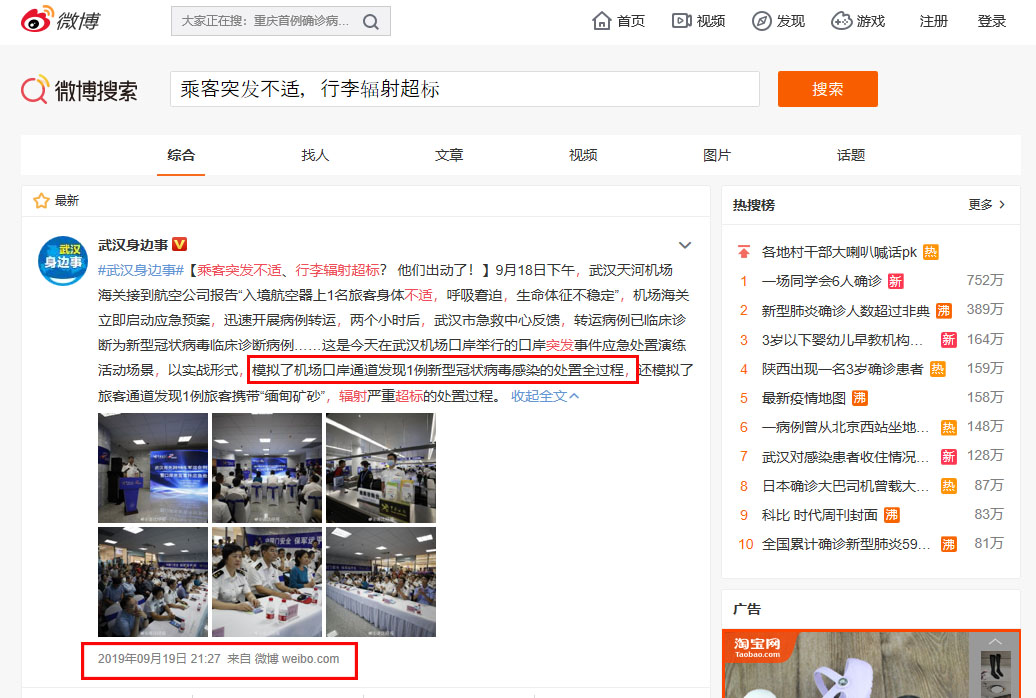 微博
大家正在搜：重庆首例确诊病...
首页
视频
发现
游戏
注册
登录
微博搜索
乘客突发不适，行李辐射超标
搜索
综合
找人
文章
视频
图片
话题
最新
武汉身边事
武汉
身边事
#武汉身边事#【乘客突发不适、行李辐射超标？ 他们出动了！】9月18日下午，武汉天河机场
海关接到航空公司报告“入境航空器上1名旅客身体不适，呼吸窘迫，生命体征不稳定”，机场海关
立即启动应急预案，迅速开展病例转运，两个小时后，武汉市急救中心反馈，转运病例已临床诊
断为新型冠状病毒临床诊断病例……这是今天在武汉机场口岸举行的口岸突发事件应急处置演练
活动场景，以实战形式，模拟了机场口岸通道发现1例新型冠状病毒感染的处置全过程，还模拟了
旅客通道发现1例旅客携带“缅甸矿砂”，辐射严重超标的处置过程。 收起全文
2019年09月19日 21:27 来自 微博 weibo.com
热搜榜
更多
各地村干部大喇叭喊话pk 热
1 一场同学会6人确诊 新 752万
2 新型肺炎确诊人数超过非典 沸 389万
3 3岁以下婴幼儿早教机构... 新 164万
4 陕西出现一名3岁确诊患者 热 159万
5 最新疫情地图 沸 158万
6 一病例曾从北京西站坐地... 热 148万
7 武汉对感染患者收住情况... 新 128万
8 日本确诊大巴司机曾载大... 热 87万
9 科比 时代周刊封面 沸 83万
10 全国累计确诊新型肺炎59... 沸 81万
广告
淘宝网
Taobao.com